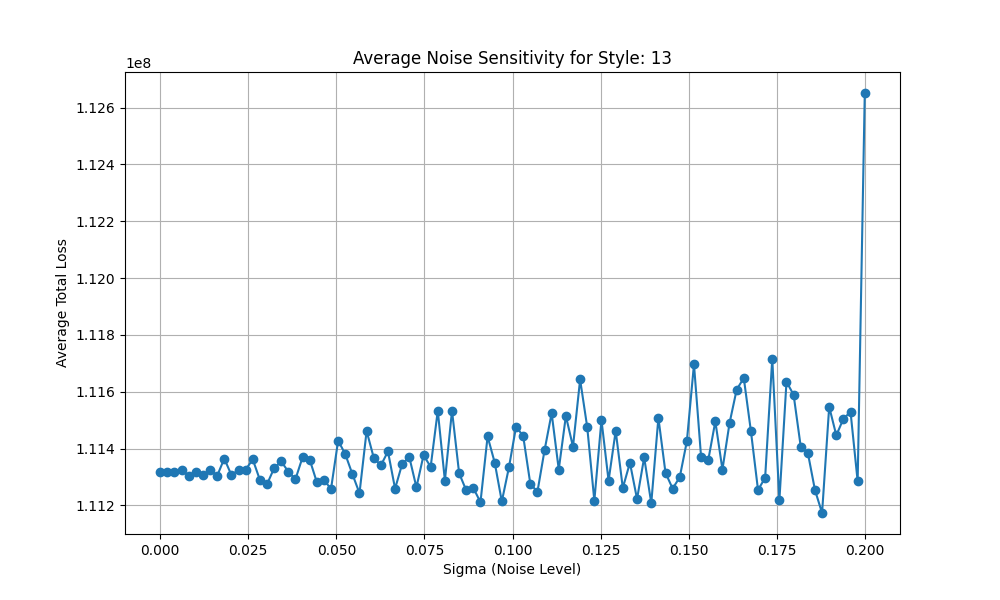 Average Noise Sensitivity for Style: 13
1e8
1.126
1.124
1.122
1.120
1.118
1.116
1.114
1.112
Average Total Loss
0.000 0.025 0.050 0.075 0.100 0.125 0.150 0.175 0.200
Sigma (Noise Level)